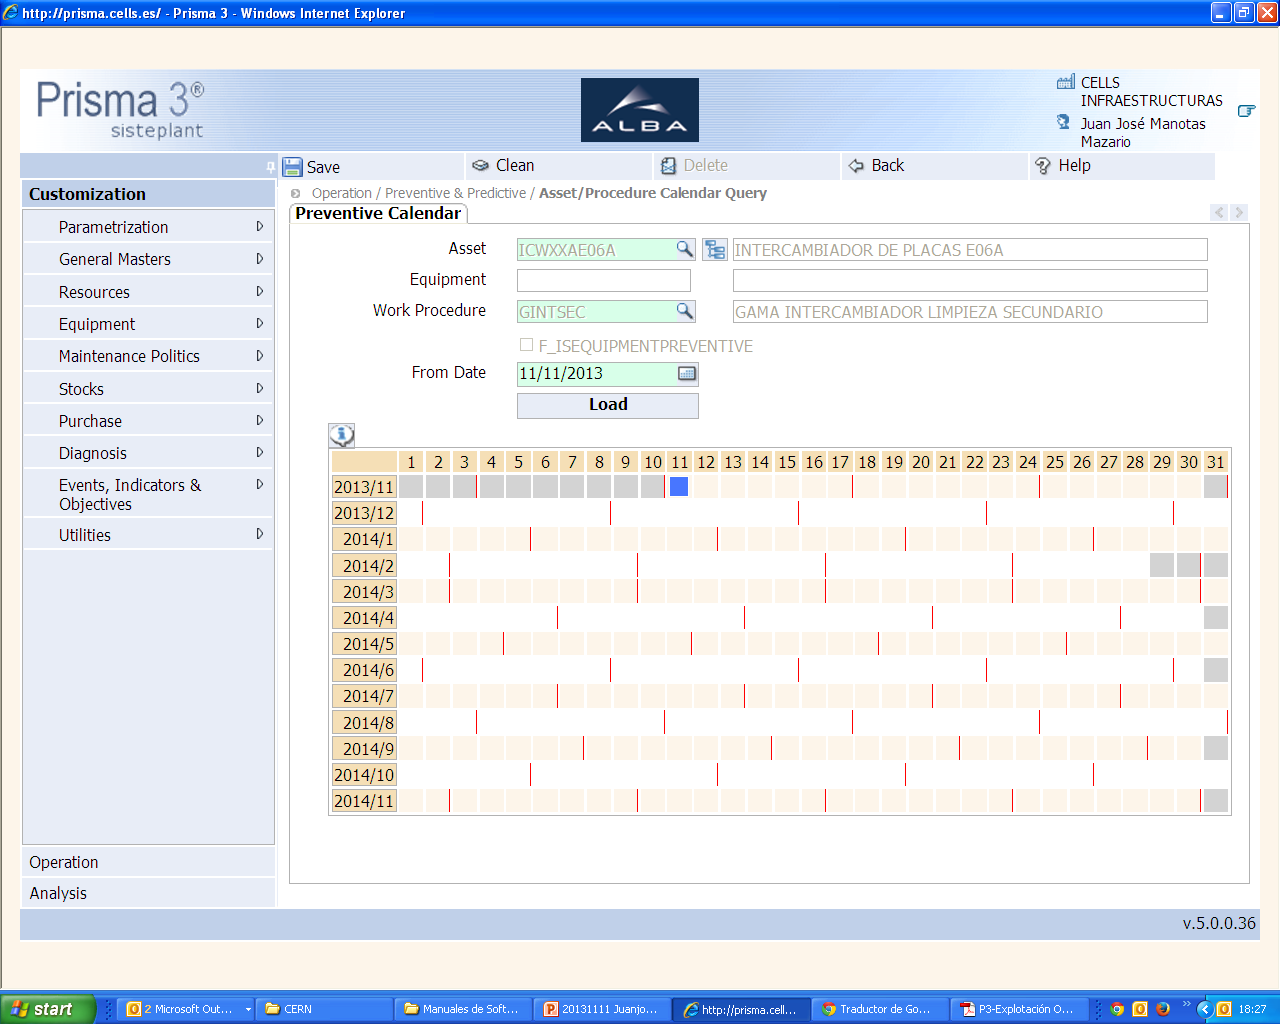 http://prisma.cells.es/ - Prisma 3 - Windows Internet Explorer
Prisma 3®
sisteplant
ALBA
CELLS
INFRAESTRUCTURAS
Juan José Manotas
Mazario
Save
Clean
Delete
Back
Help
Customization
Parametrization
General Masters
Resources
Equipment
Maintenance Politics
Stocks
Purchase
Diagnosis
Events, Indicators &
Objectives
Utilities
Operation
Analysis
Operation / Preventive & Predictive / Asset/Procedure Calendar Query
Preventive Calendar
Asset ICWXXAE06A INTERCAMBIADOR DE PLACAS E06A
Equipment
Work Procedure GINTSEC GAMA INTERCAMBIADOR LIMPIEZA SECUNDARIO
F_ISEQUIPMENTPREVENTIVE
From Date 11/11/2013
Load
1 2 3 4 5 6 7 8 9 10 11 12 13 14 15 16 17 18 19 20 21 22 23 24 25 26 27 28 29 30 31
2013/11
2013/12
2014/1
2014/2
2014/3
2014/4
2014/5
2014/6
2014/7
2014/8
2014/9
2014/10
2014/11
v.5.0.0.36
start
2 Microsoft Out...
CERN
Manuales de Soft...
20131111 Juanjo...
http://prisma.cell...
Traductor de Go...
P3-Explotación O...
18:27